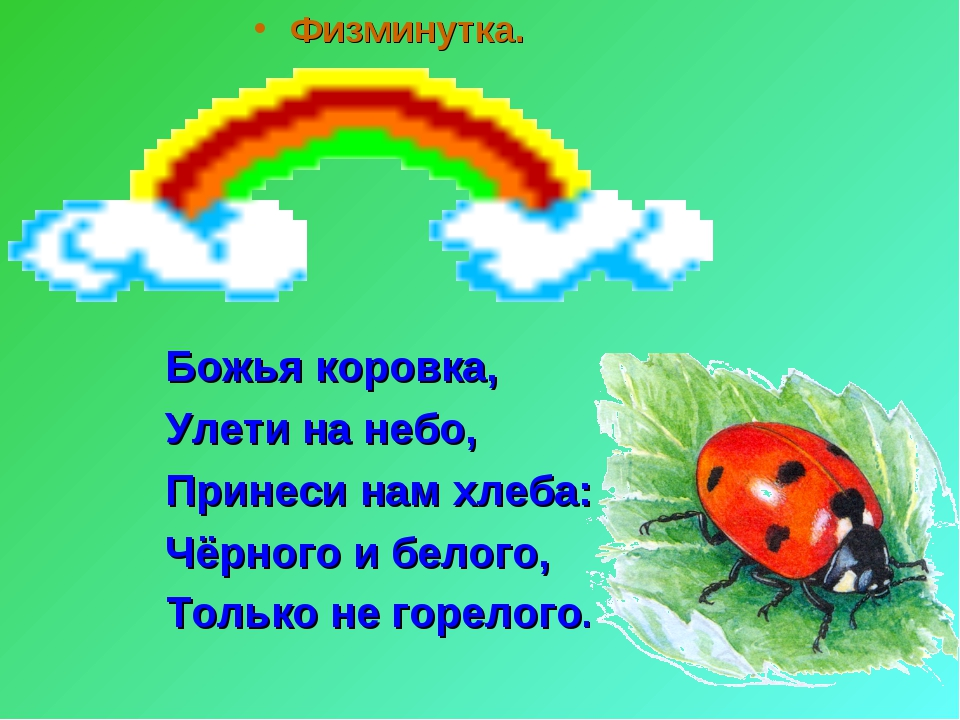 • Физминутка.
Божья коровка,
Улети на небо,
Принеси нам хлеба:
Чёрного и белого,
Только не горелого.